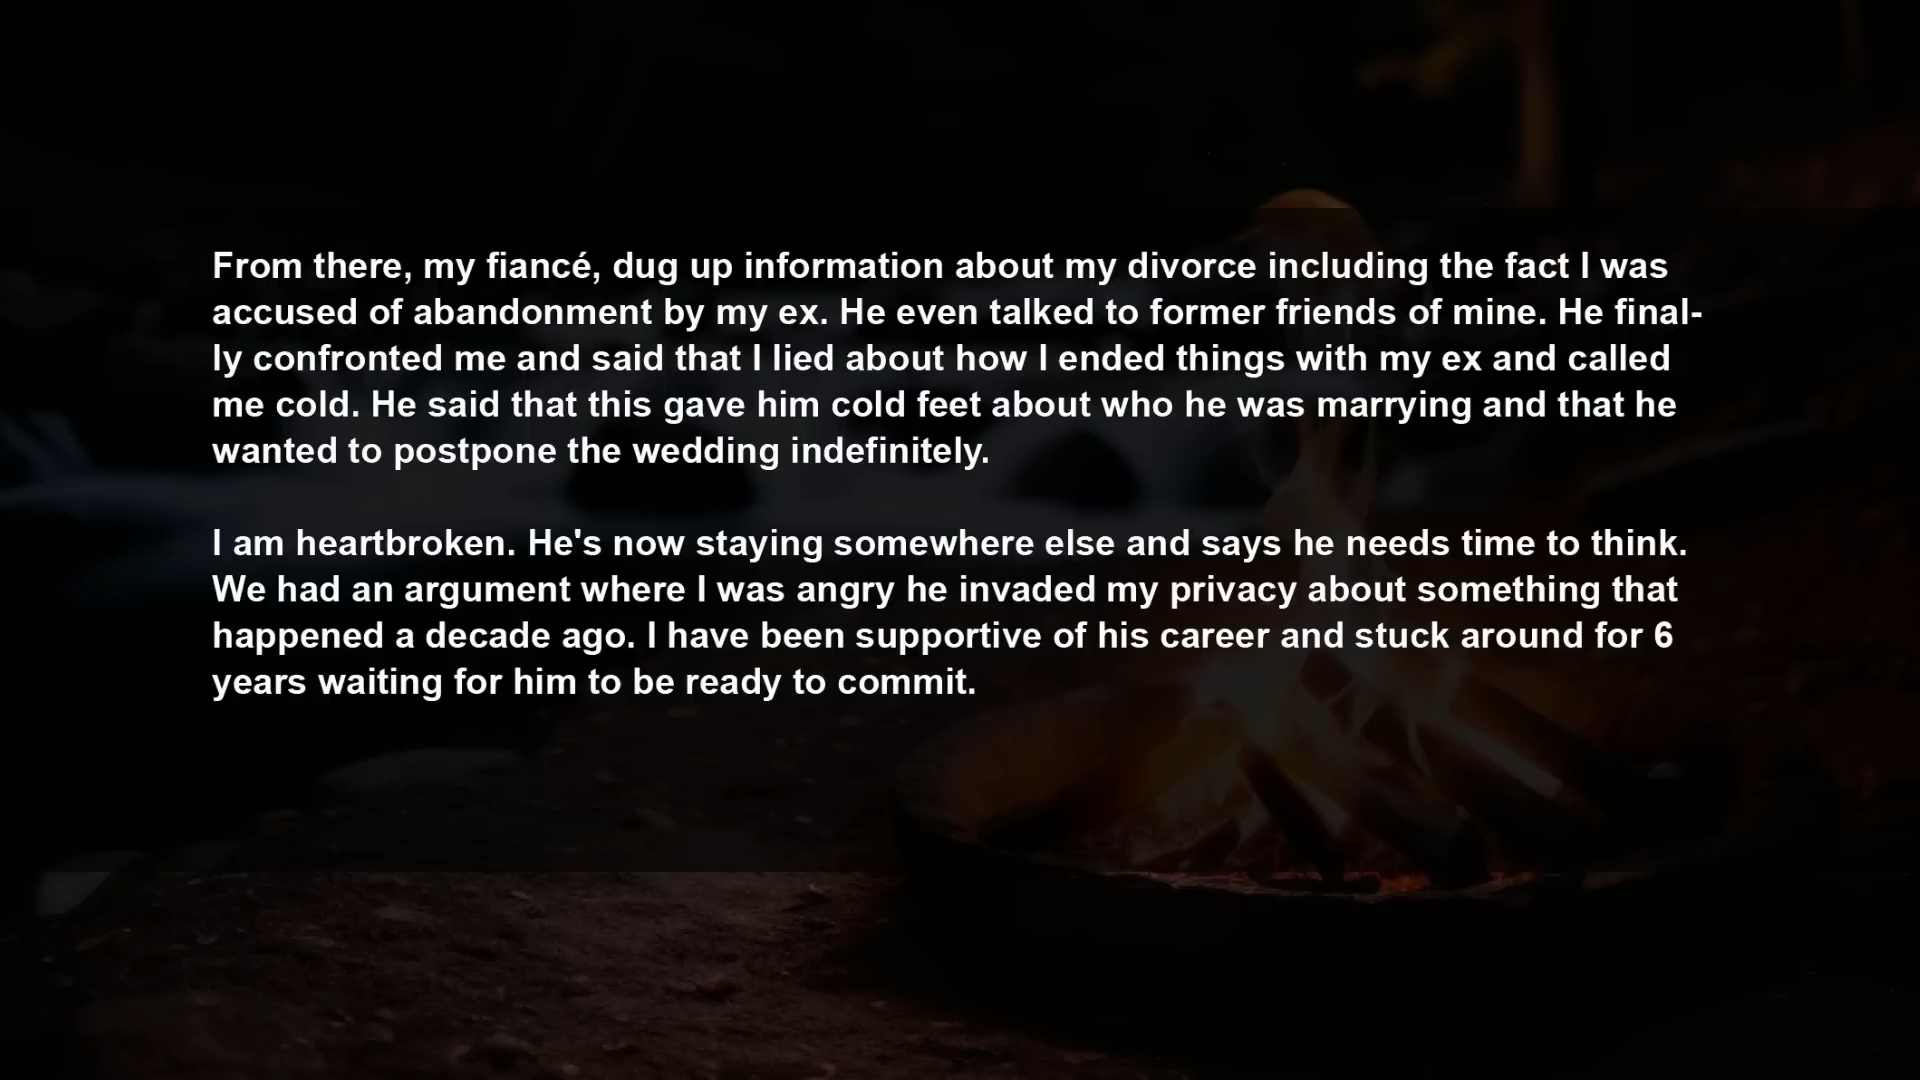 From there, my fiancé, dug up information about my divorce including the fact I was
accused of abandonment by my ex. He even talked to former friends of mine. He final-
ly confronted me and said that I lied about how I ended things with my ex and called
me cold. He said that this gave him cold feet about who he was marrying and that he
wanted to postpone the wedding indefinitely.
I am heartbroken. He's now staying somewhere else and says he needs time to think.
We had an argument where I was angry he invaded my privacy about something that
happened a decade ago. I have been supportive of his career and stuck around for 6
years waiting for him to be ready to commit.